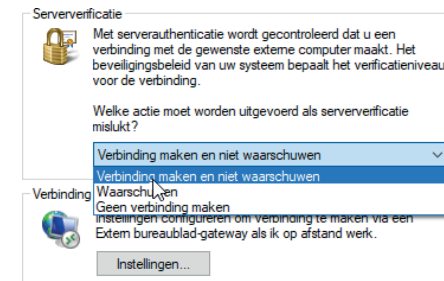 Serververificatie
Met serverauthenticatie wordt gecontroleerd dat u een
verbinding met de gewenste externe computer maakt. Het
beveiligingsbeleid van uw systeem bepaalt het verificatieniveau
voor de verbinding.
Welke actie moet worden uitgevoerd als serververificatie
mislukt?
Verbinding maken en niet waarschuwen
Verbinding maken en niet waarschuwen
Waarschuwen
Geen verbinding maken
Verbinding
Instellingen configureren om verbinding te maken via een
Extern bureaublad-gateway als ik op afstand werk.
Instellingen...